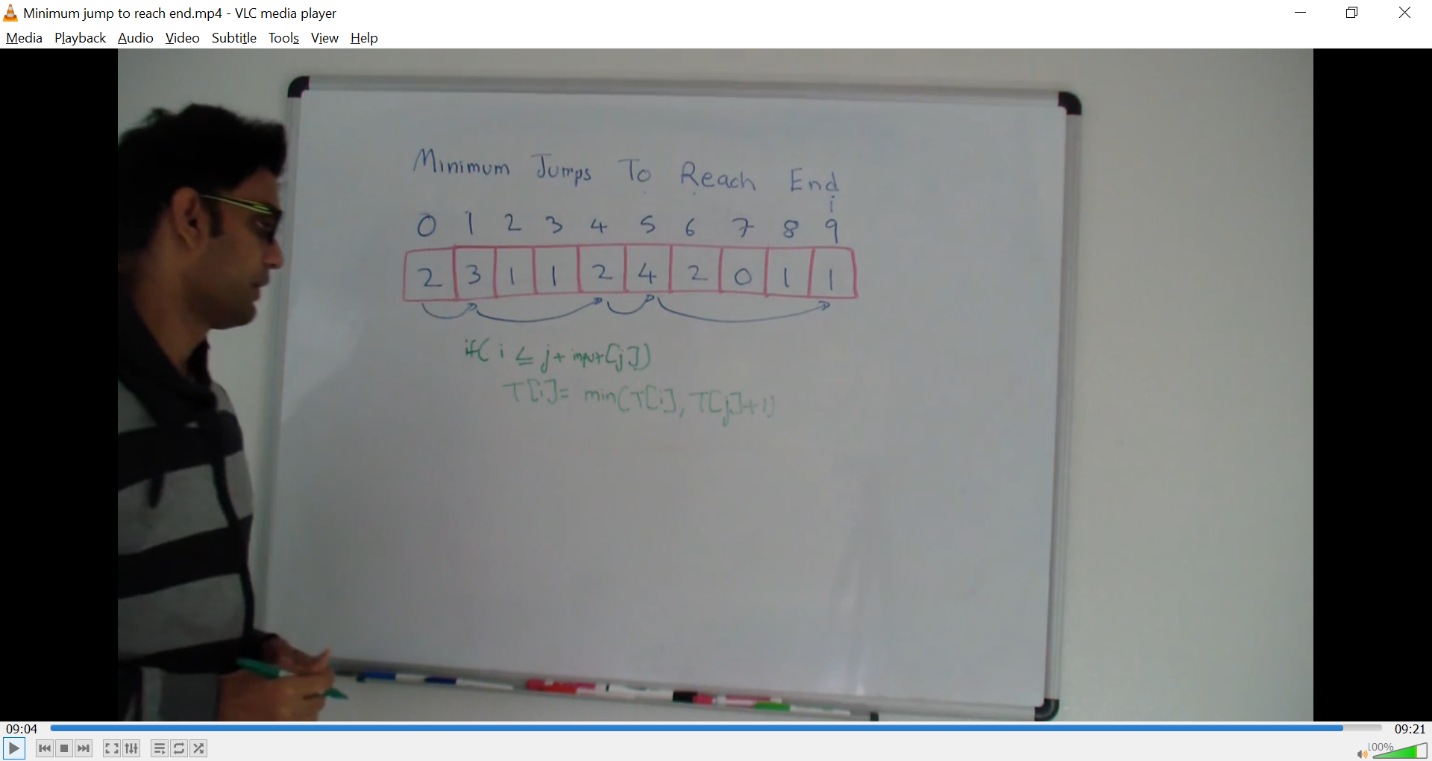 Minimum jump to reach end.mp4 - VLC media player
Media Playback Audio Video Subtitle Tools View Help
Minimum Jumps To Reach End
i
0 1 2 3 4 5 6 7 8 9
2 3 1 1 2 4 2 0 1 1
if( i ≤ j + input[j])
T[i] = min(T[i], T[j]+1)
09:04 09:21
100%